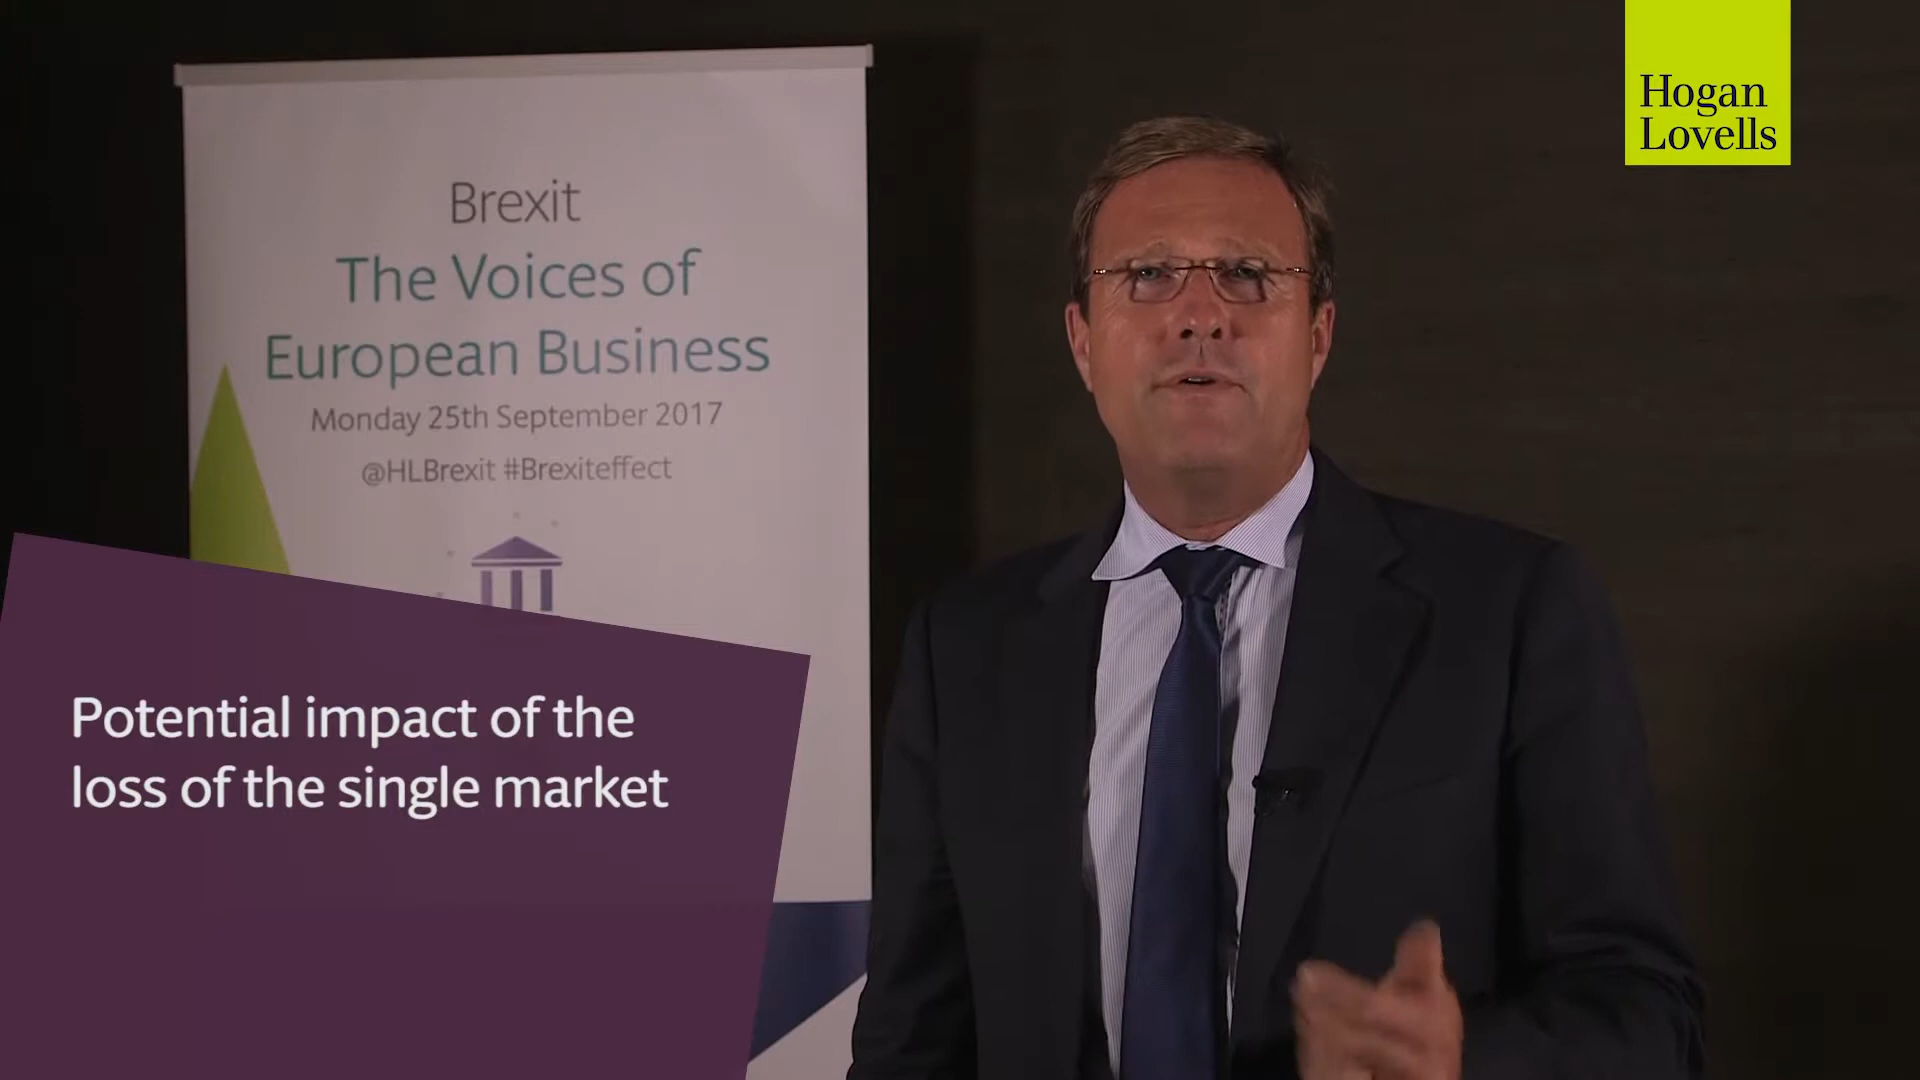 Hogan
Lovells
Brexit
The Voices of
European Business
Monday 25th September 2017
@HLBrexit #Brexiteffect
Potential impact of the
loss of the single market